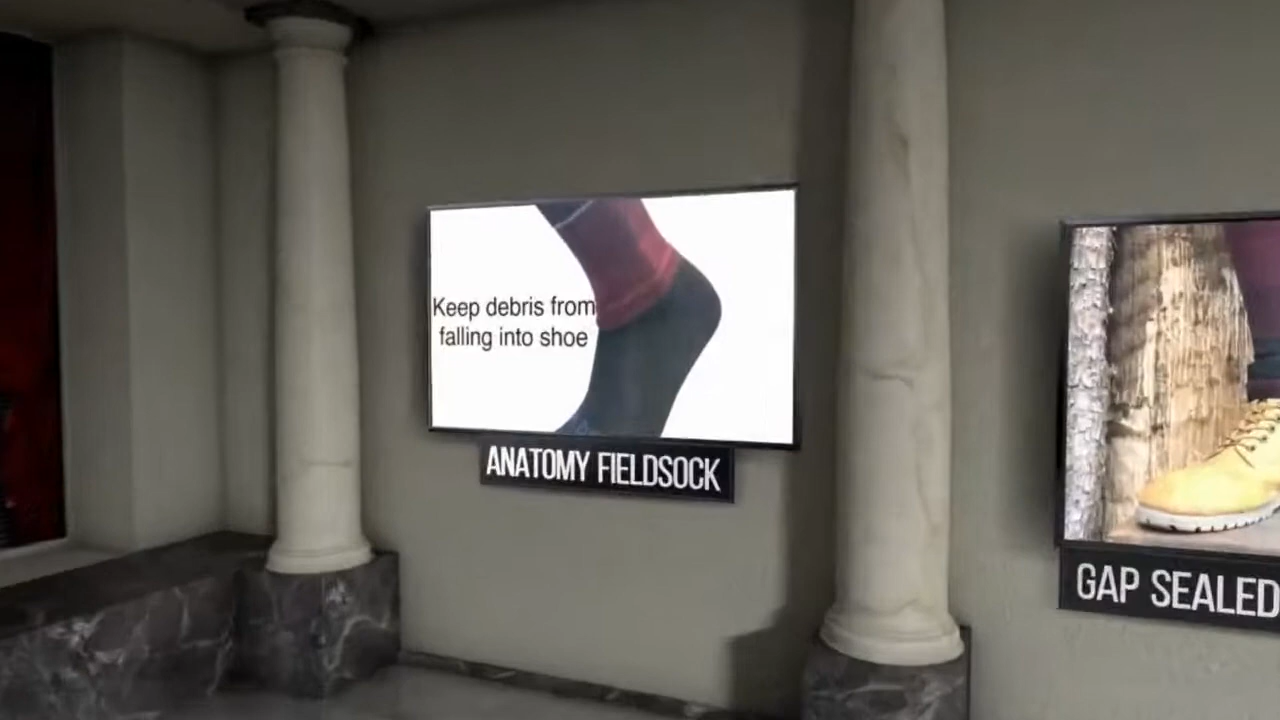 Keep debris from
falling into shoe
ANATOMY FIELDSOCK
GAP SEALED